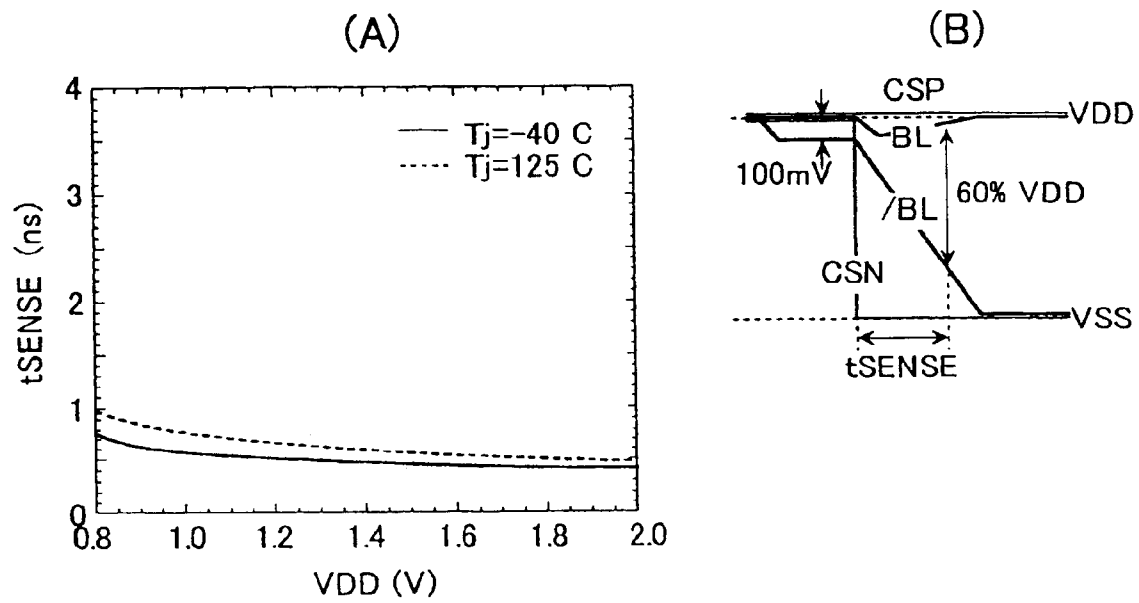 (A)
4
3
2
1
0
tSENSE (ns)
Tj=-40 C
Tj=125 C
0.8
1.0
1.2
1.4
1.6
1.8
2.0
VDD (V)
(B)
CSP
VDD
BL
100mV
/BL
60% VDD
CSN
VSS
tSENSE